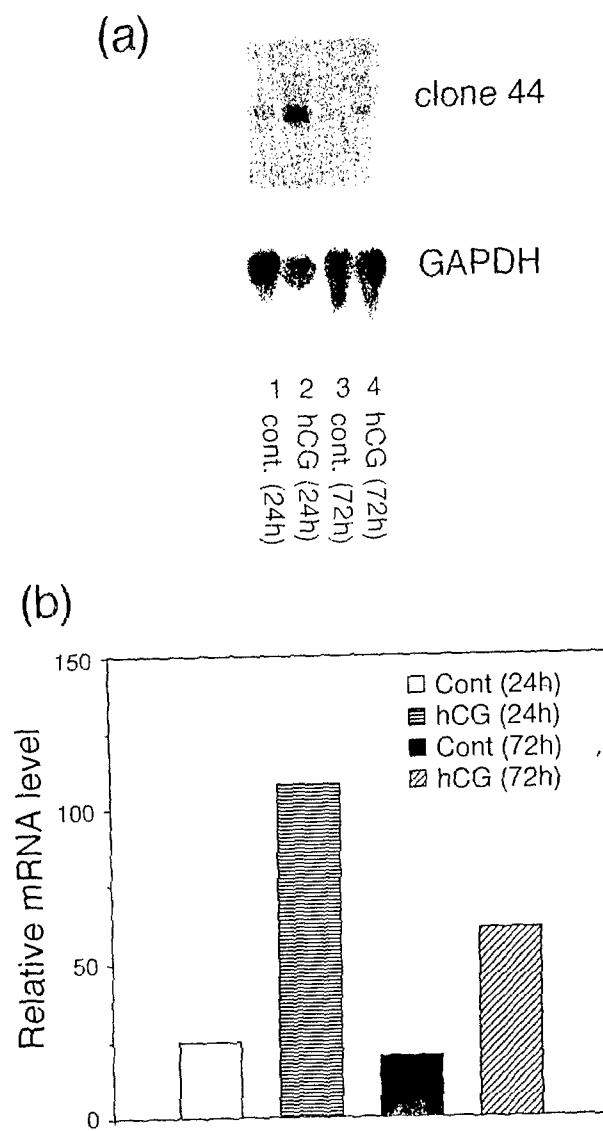 (a)
clone 44
GAPDH
1 2 3 4
cont. (24h)
hCG (24h)
cont. (72h)
hCG (72h)
(b)
Relative mRNA level
150
100
50
0
Cont (24h)
hCG (24h)
Cont (72h)
hCG (72h)